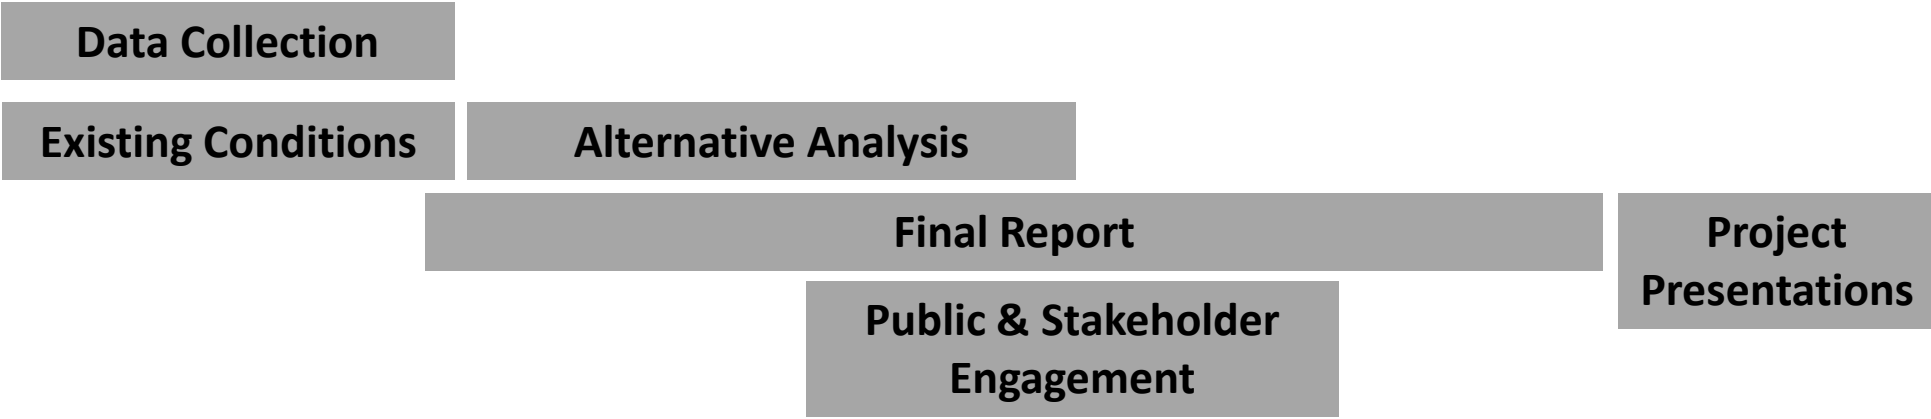 Data Collection
Existing Conditions
Alternative Analysis
Final Report
Project
Presentations
Public & Stakeholder
Engagement